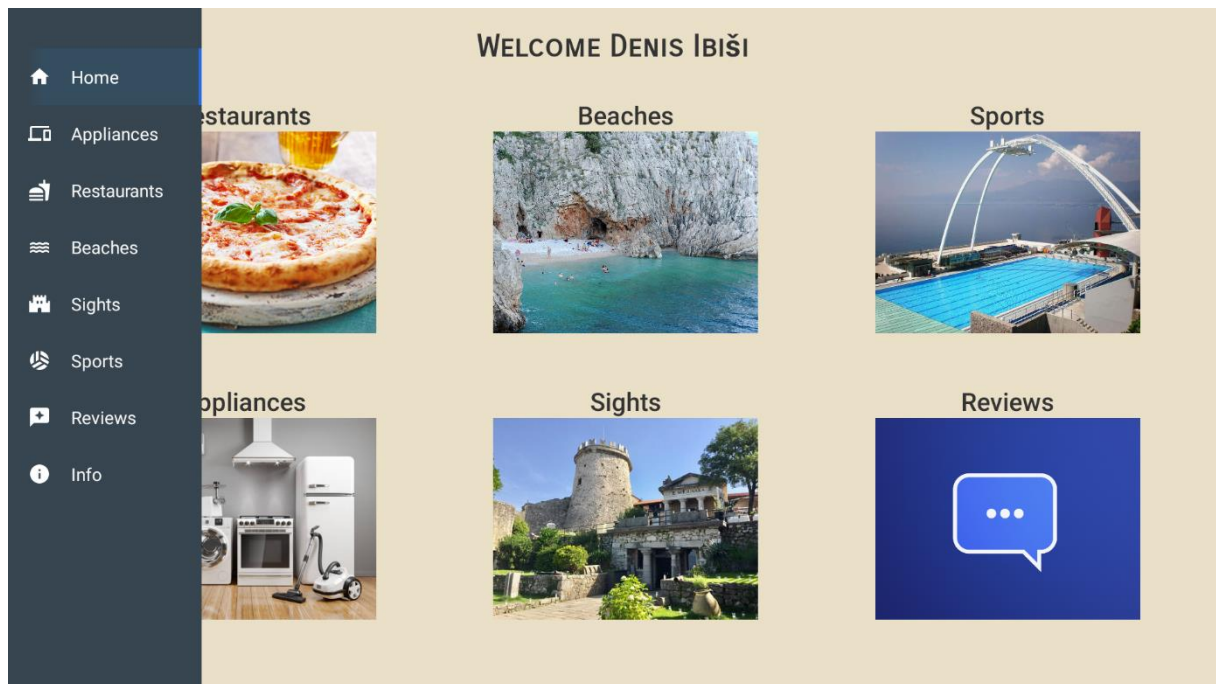 WELCOME DENIS IBIŠI
Home
Appliances
Restaurants
Beaches
Sights
Sports
Reviews
Info
estaurants
Beaches
Sports
ppliances
Sights
Reviews